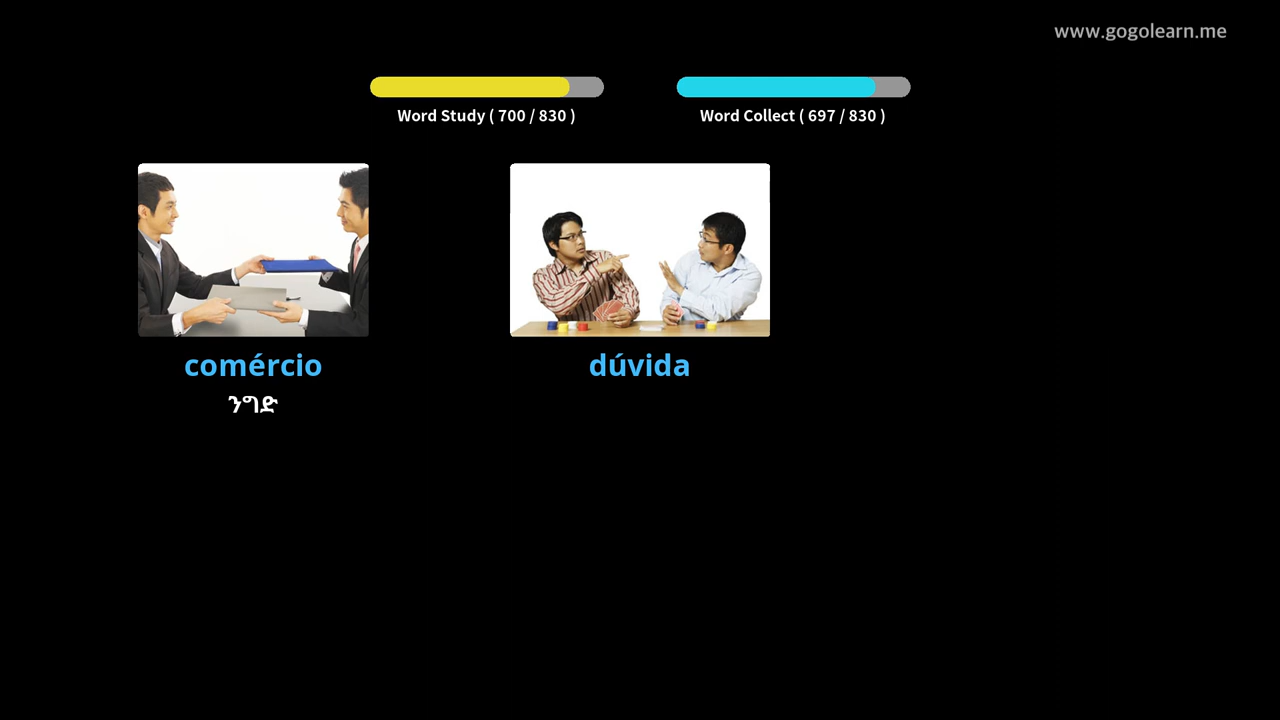 www.gogolearn.me
Word Study ( 700 / 830 )
Word Collect ( 697 / 830 )
comércio
ንግድ
dúvida